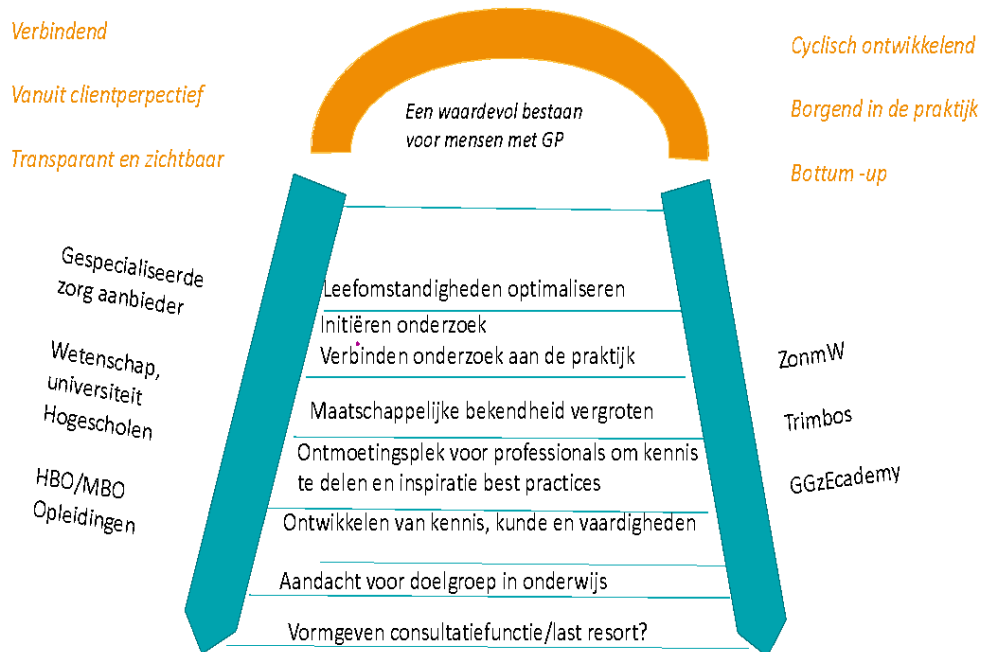 Verbindend
Vanuit clientperpectief
Transparant en zichtbaar
Een waardevol bestaan
voor mensen met GP
Cyclisch ontwikkelend
Borgend in de praktijk
Bottum -up
Gespecialiseerde
zorg aanbieder
Wetenschap,
universiteit
Hogescholen
HBO/MBO
Opleidingen
Leefomstandigheden optimaliseren
Initiëren onderzoek
Verbinden onderzoek aan de praktijk
Maatschappelijke bekendheid vergroten
Ontmoetingsplek voor professionals om kennis
te delen en inspiratie best practices
Ontwikkelen van kennis, kunde en vaardigheden
Aandacht voor doelgroep in onderwijs
Vormgeven consultatiefunctie/last resort?
ZonmW
Trimbos
GGzEcademy